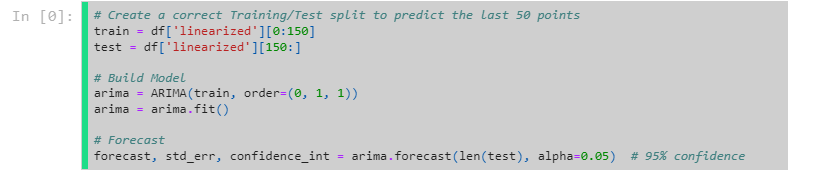 In [0]:
# Create a correct Training/Test split to predict the last 50 points
train = df['linearized'][0:150]
test = df['linearized'][150:]
# Build Model
arima = ARIMA(train, order=(0, 1, 1))
arima = arima.fit()
# Forecast
forecast, std_err, confidence_int = arima.forecast(len(test), alpha=0.05)  # 95% confidence